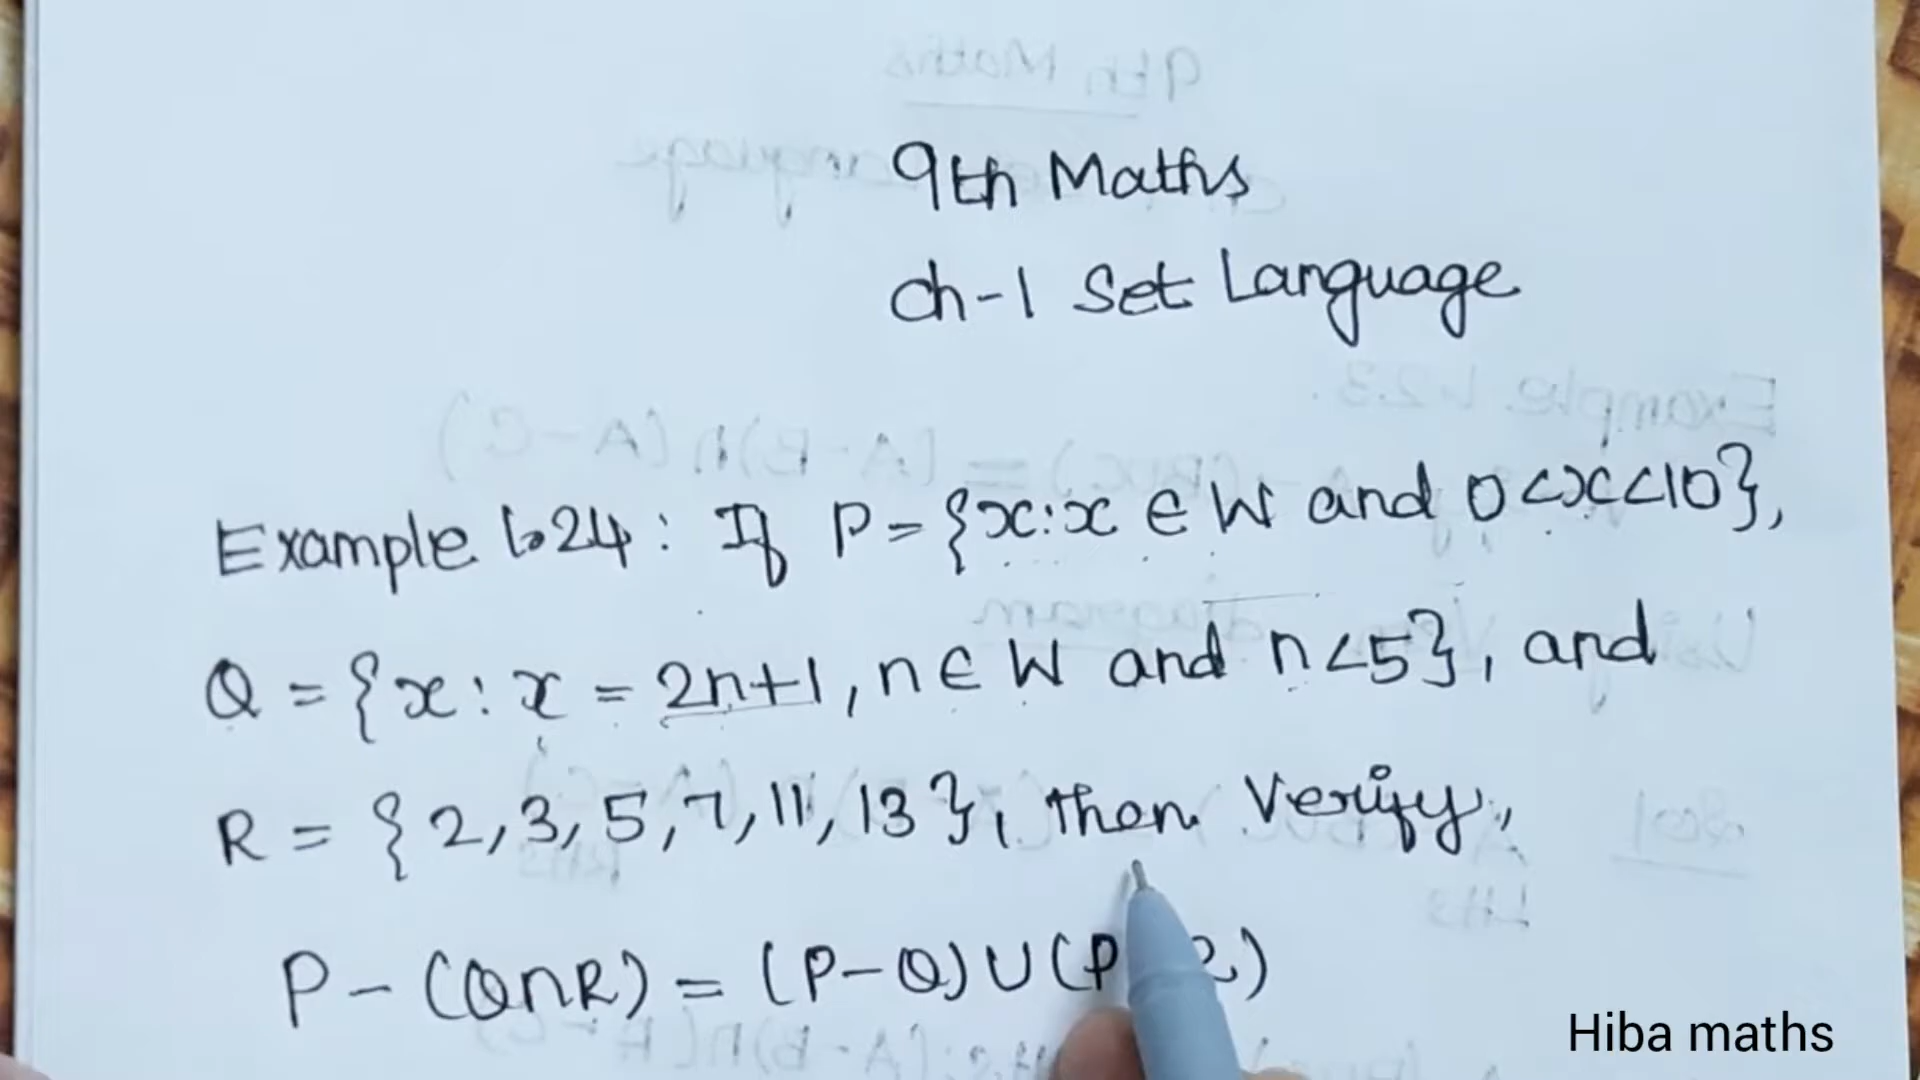 9th Maths
Ch-1 Set Language
Example 1.24: If P = {x:x ∈ W and 0<x<10},
Q = {x : x = 2n+1, n ∈ W and n<5}, and
R = {2, 3, 5, 7, 11, 13}, then Verify,
P - (Q∩R) = (P-Q)∪(P
Hiba maths